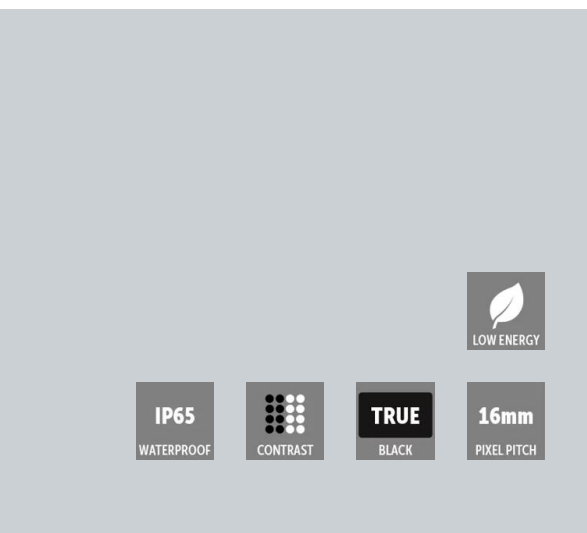 LOW ENERGY
IP65
WATERPROOF
CONTRAST
TRUE
BLACK
16mm
PIXEL PITCH